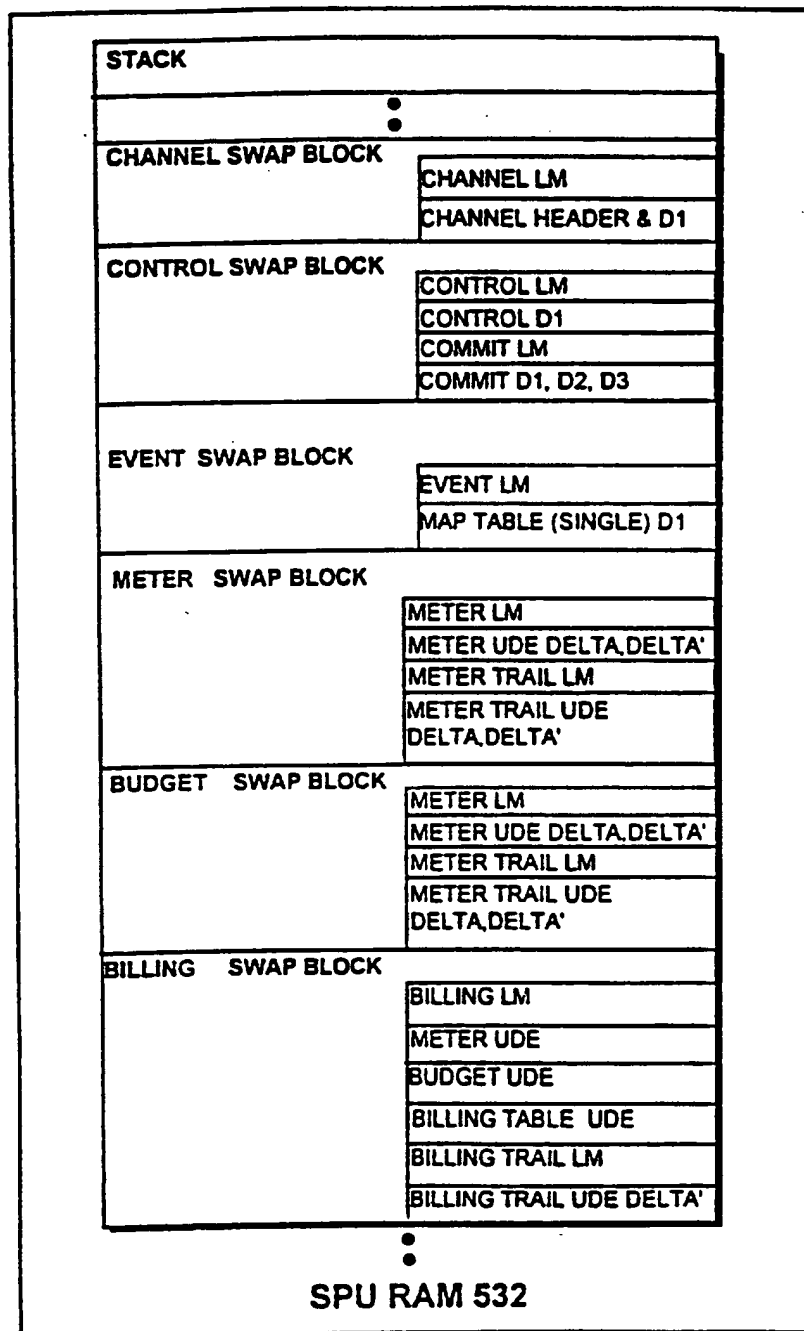 STACK
CHANNEL SWAP BLOCK
CHANNEL LM
CHANNEL HEADER & D1
CONTROL SWAP BLOCK
CONTROL LM
CONTROL D1
COMMIT LM
COMMIT D1, D2, D3
EVENT SWAP BLOCK
EVENT LM
MAP TABLE (SINGLE) D1
METER SWAP BLOCK
METER LM
METER UDE DELTA,DELTA'
METER TRAIL LM
METER TRAIL UDE
DELTA,DELTA'
BUDGET SWAP BLOCK
METER LM
METER UDE DELTA,DELTA'
METER TRAIL LM
METER TRAIL UDE
DELTA,DELTA'
BILLING SWAP BLOCK
BILLING LM
METER UDE
BUDGET UDE
BILLING TABLE UDE
BILLING TRAIL LM
BILLING TRAIL UDE DELTA'
SPU RAM 532